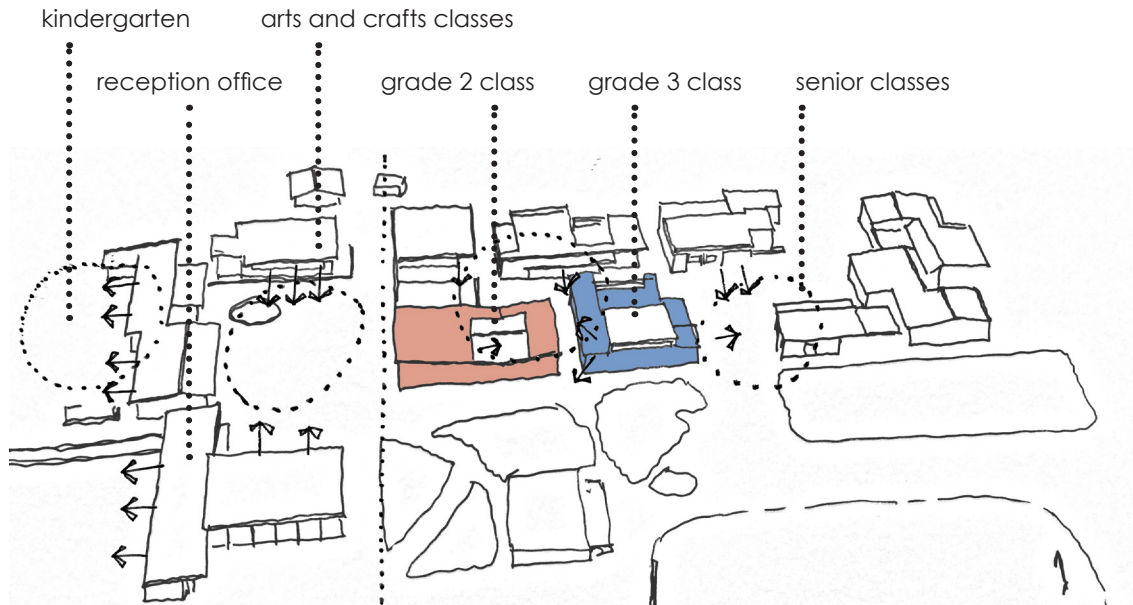 kindergarten
arts and crafts classes
reception office
grade 2 class
grade 3 class
senior classes